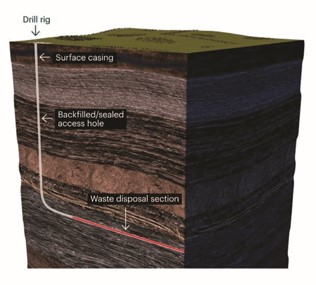 Drill rig
Surface casing
Backfilled/sealed
access hole
Waste disposal section